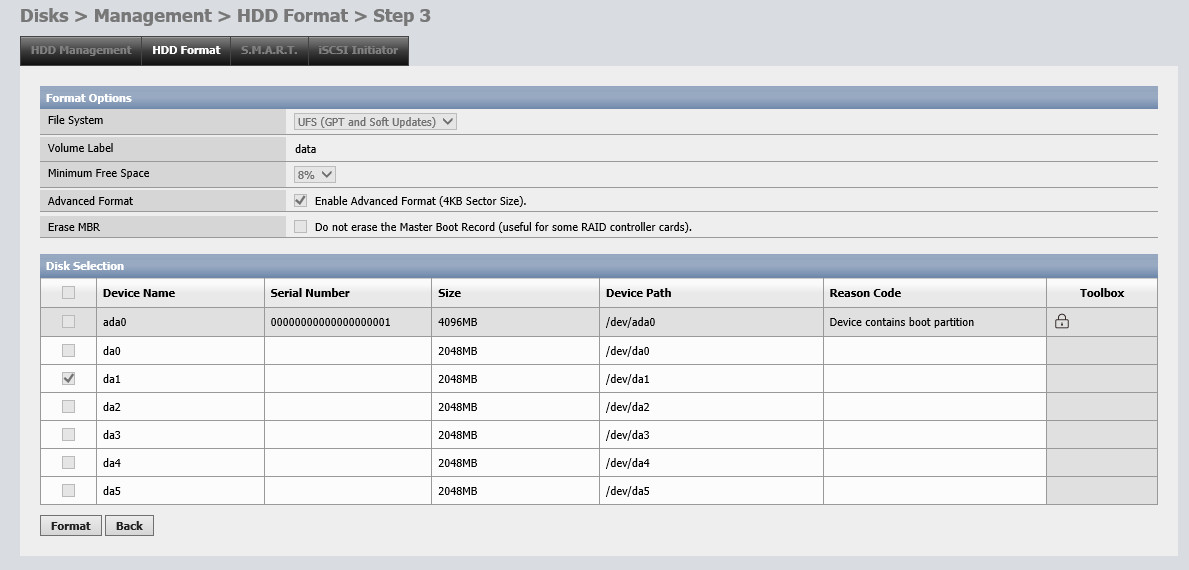 Disks > Management > HDD Format > Step 3
HDD Management HDD Format S.M.A.R.T. iSCSI Initiator
Format Options
File System UFS (GPT and Soft Updates)
Volume Label data
Minimum Free Space 8%
Advanced Format Enable Advanced Format (4KB Sector Size).
Erase MBR Do not erase the Master Boot Record (useful for some RAID controller cards).
Disk Selection
Device Name Serial Number Size Device Path Reason Code Toolbox
ada0 00000000000000000001 4096MB /dev/ada0 Device contains boot partition
da0 2048MB /dev/da0
da1 2048MB /dev/da1
da2 2048MB /dev/da2
da3 2048MB /dev/da3
da4 2048MB /dev/da4
da5 2048MB /dev/da5
Format Back